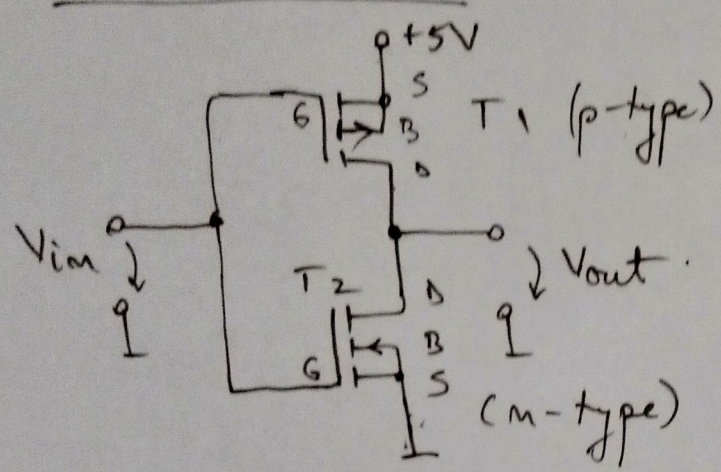 +5V
S
G
B
T1 (p-type)
D
Vin
Vout.
T2
D
B
G
S
(n-type)